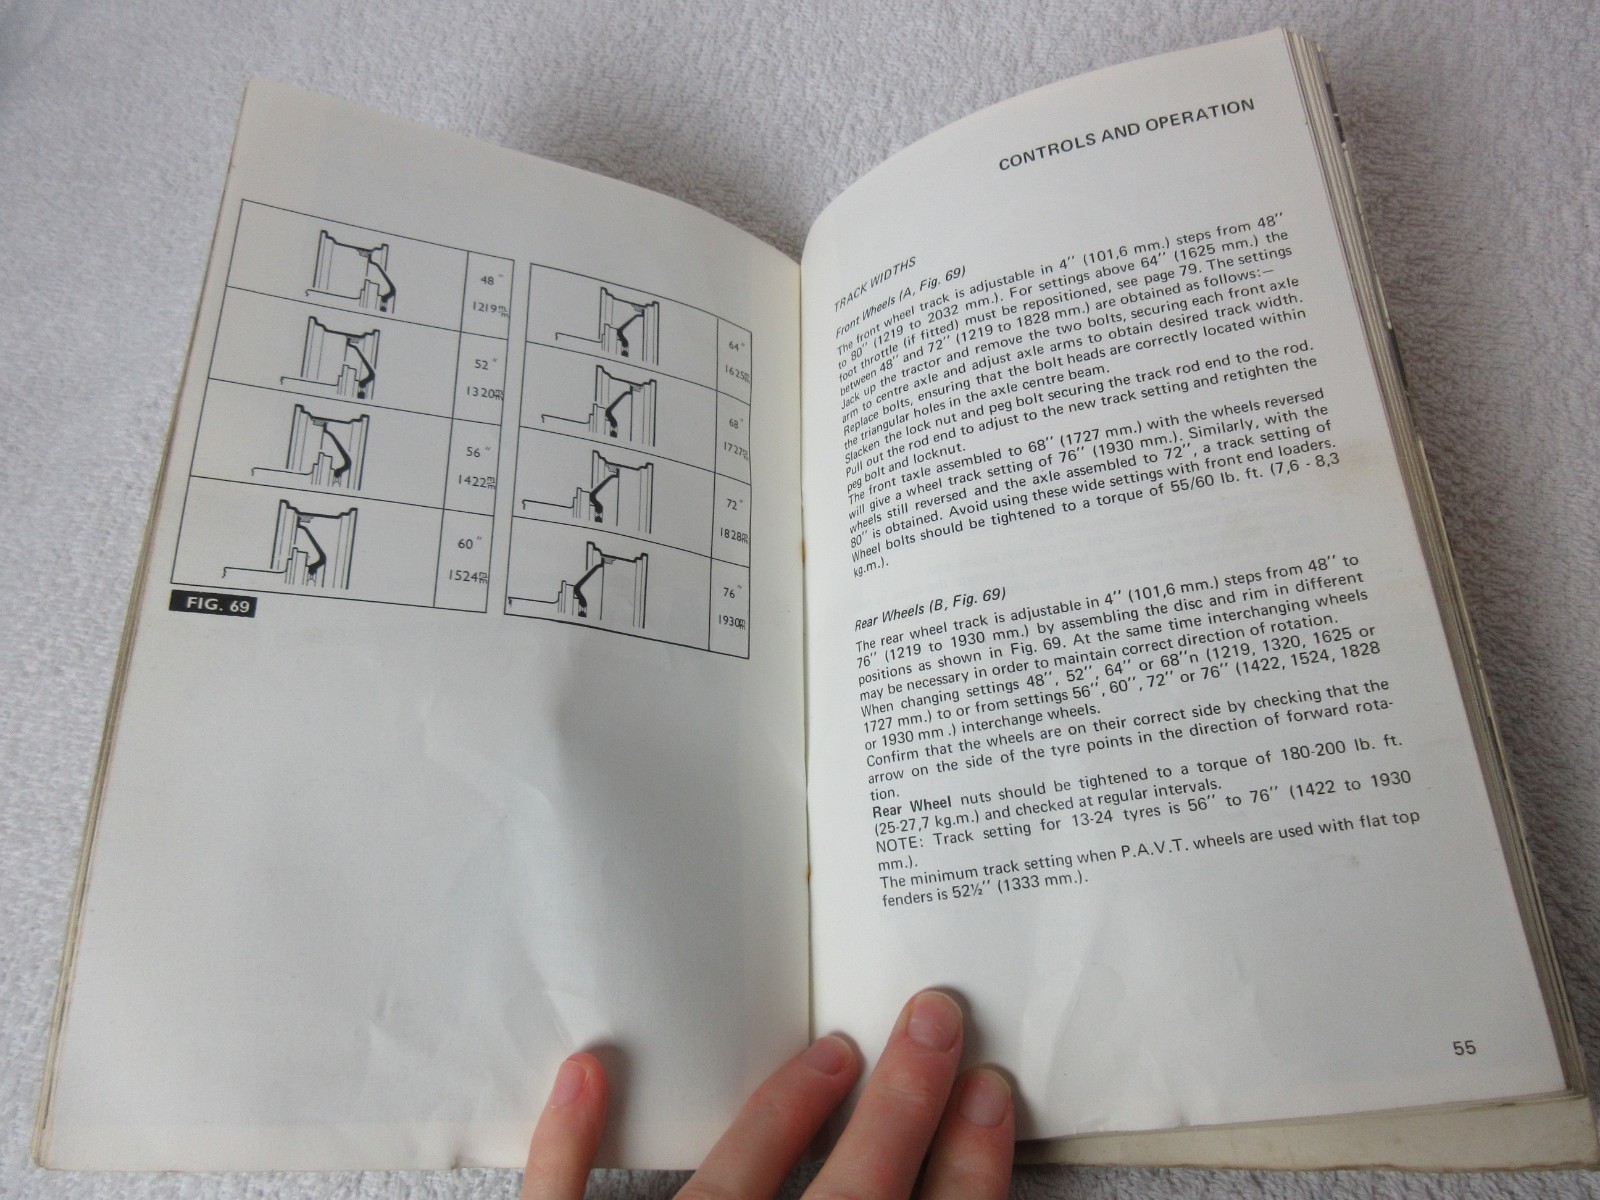 48"
1219mm
52"
1320mm
56"
1422mm
60"
1524mm
FIG. 69
64"
1625mm
68"
1727mm
72"
1828mm
76"
1930mm
CONTROLS AND OPERATION
TRACK WIDTHS
Front Wheels (A, Fig. 69)
The front wheel track is adjustable in 4" (101,6 mm.) steps from 48"
to 80" (1219 to 2032 mm.). For settings above 64" (1625 mm.) the
foot throttle (if fitted) must be repositioned, see page 79. The settings
between 48" and 72" (1219 to 1828 mm.) are obtained as follows:—
Jack up the tractor and remove the two bolts, securing each front axle
arm to centre axle and adjust axle arms to obtain desired track width.
Replace bolts, ensuring that the bolt heads are correctly located within
the triangular holes in the axle centre beam.
Slacken the lock nut and peg bolt securing the track rod end to the rod.
Pull out the rod end to adjust to the new track setting and retighten the
peg bolt and locknut.
The front taxle assembled to 68" (1727 mm.) with the wheels reversed
will give a wheel track setting of 76" (1930 mm.). Similarly, with the
wheels still reversed and the axle assembled to 72", a track setting of
80" is obtained. Avoid using these wide settings with front end loaders.
Wheel bolts should be tightened to a torque of 55/60 lb. ft. (7,6 - 8,3
kg.m.).
Rear Wheels (B, Fig. 69)
The rear wheel track is adjustable in 4" (101,6 mm.) steps from 48" to
76" (1219 to 1930 mm.) by assembling the disc and rim in different
positions as shown in Fig. 69. At the same time interchanging wheels
may be necessary in order to maintain correct direction of rotation.
When changing settings 48", 52", 64" or 68"n (1219, 1320, 1625 or
1727 mm.) to or from settings 56", 60", 72" or 76" (1422, 1524, 1828
or 1930 mm .) interchange wheels.
Confirm that the wheels are on their correct side by checking that the
arrow on the side of the tyre points in the direction of forward rota-
tion.
Rear Wheel nuts should be tightened to a torque of 180-200 lb. ft.
(25-27,7 kg.m.) and checked at regular intervals.
NOTE: Track setting for 13-24 tyres is 56" to 76" (1422 to 1930
mm.).
The minimum track setting when P.A.V.T. wheels are used with flat top
fenders is 52½" (1333 mm.).
55